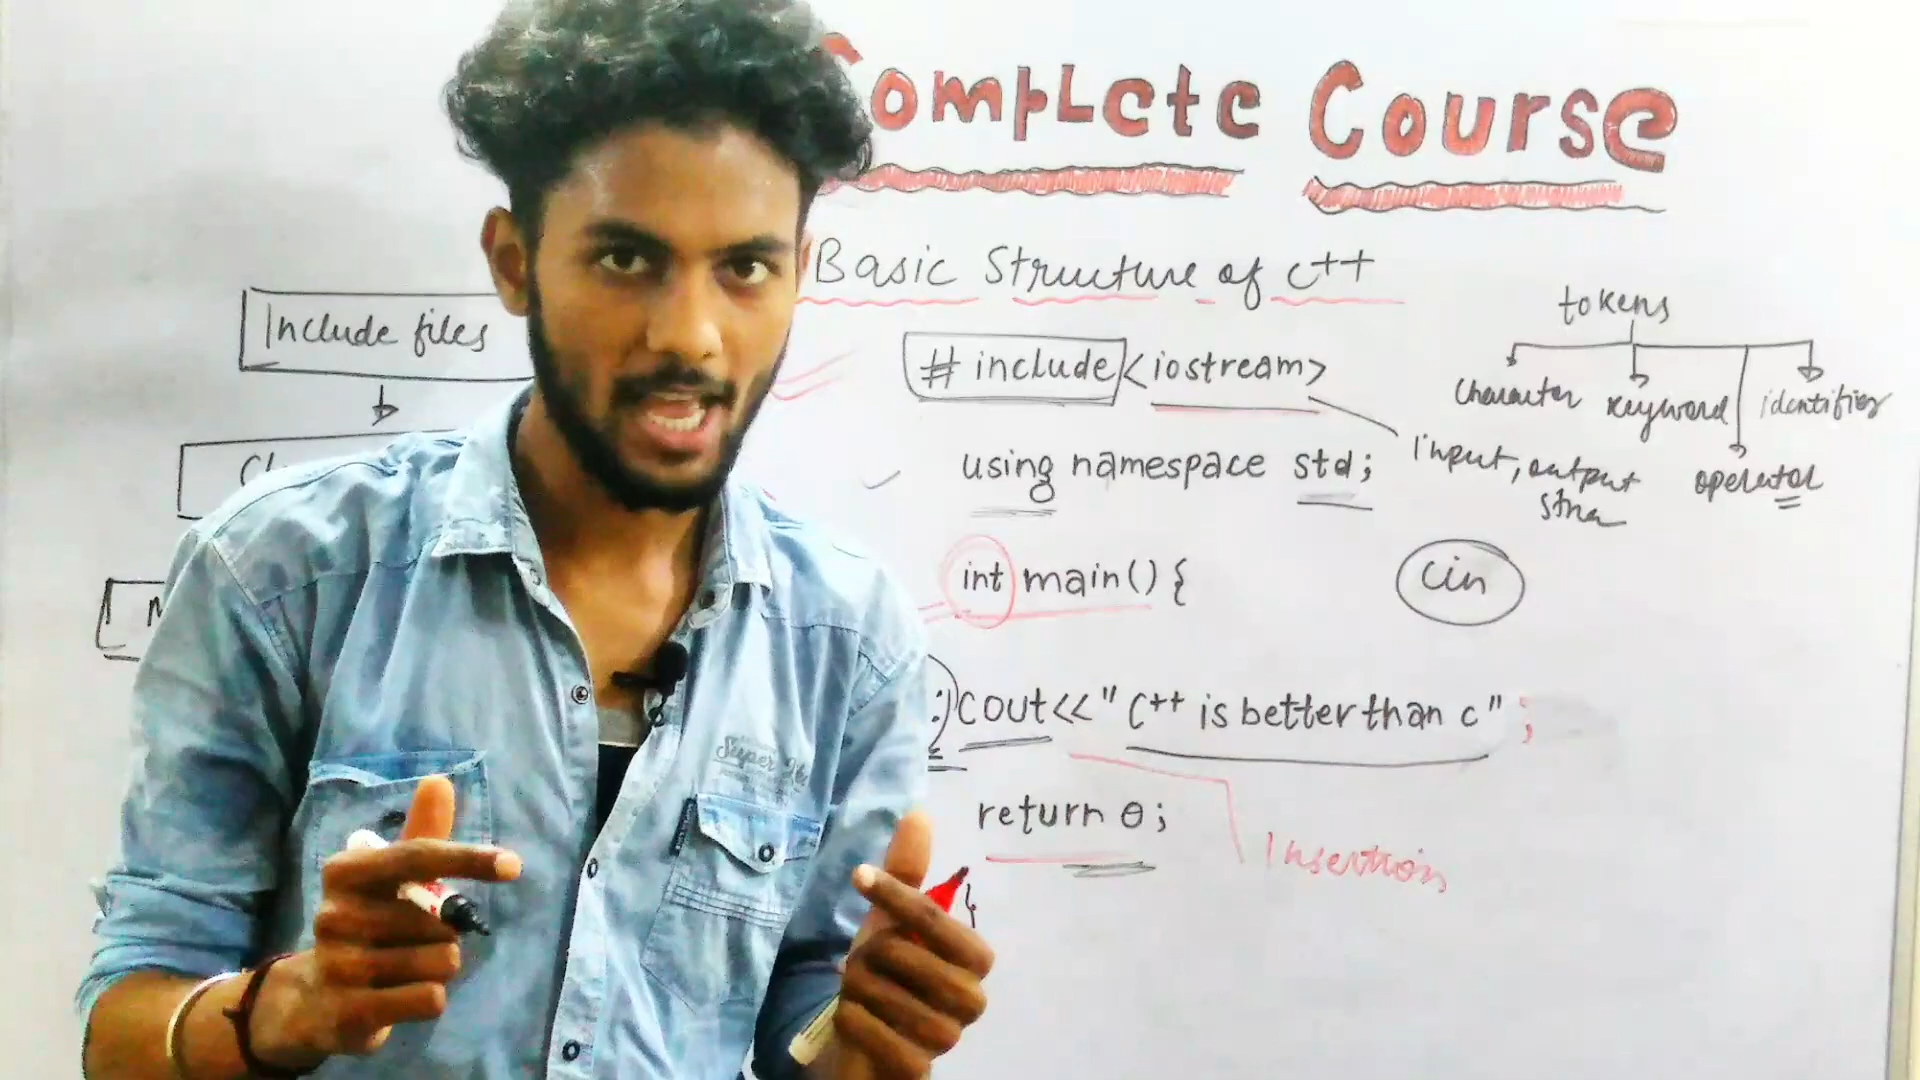 Complete Course
Basic Structure of C++
Include files
# include <iostream>
using namespace std;
int main() {
cout<<" C++ is better than c" ;
return 0;
}
tokens
Character
keyword
identifier
operator
Input, output
cin
Insertion
Super